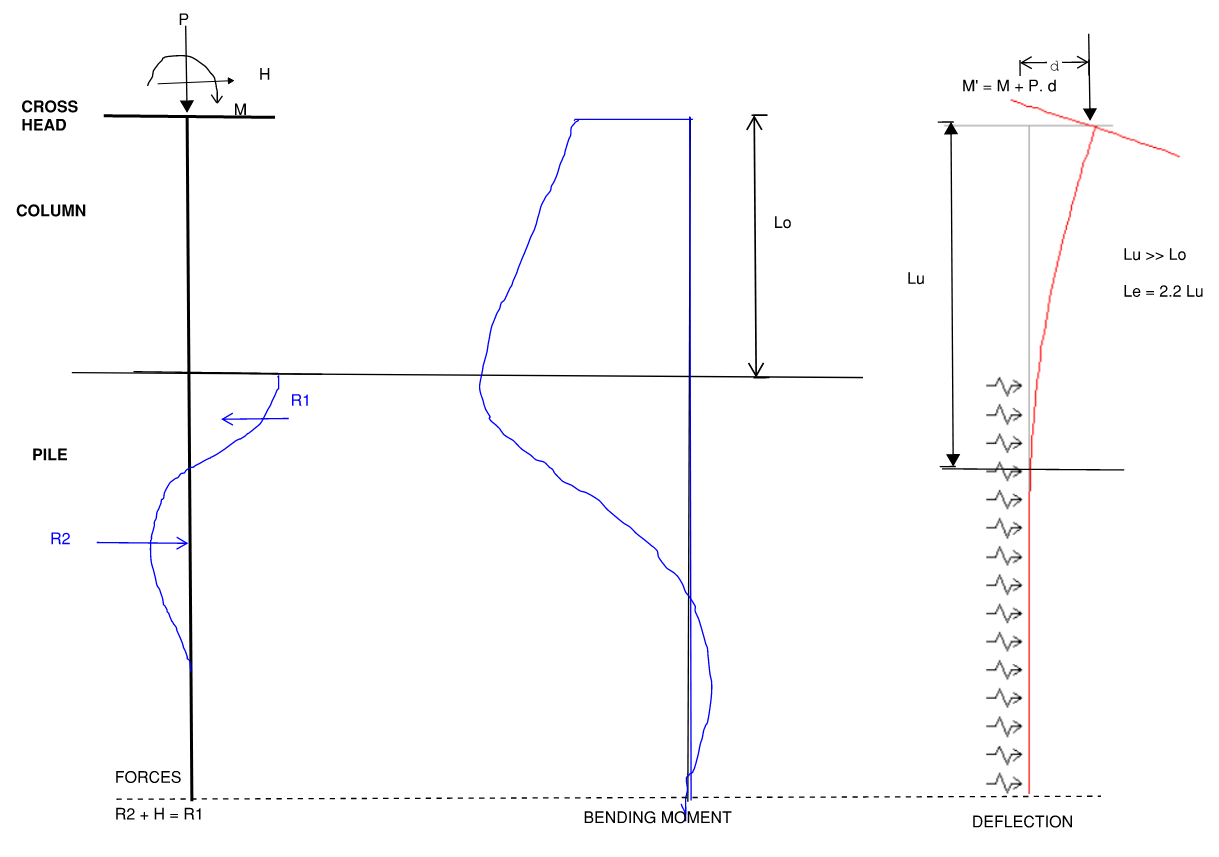 P
H
M
CROSS
HEAD
COLUMN
PILE
R1
R2
FORCES
R2 + H = R1
BENDING MOMENT
Lo
d
M' = M + P. d
Lu
Lu >> Lo
Le = 2.2 Lu
DEFLECTION